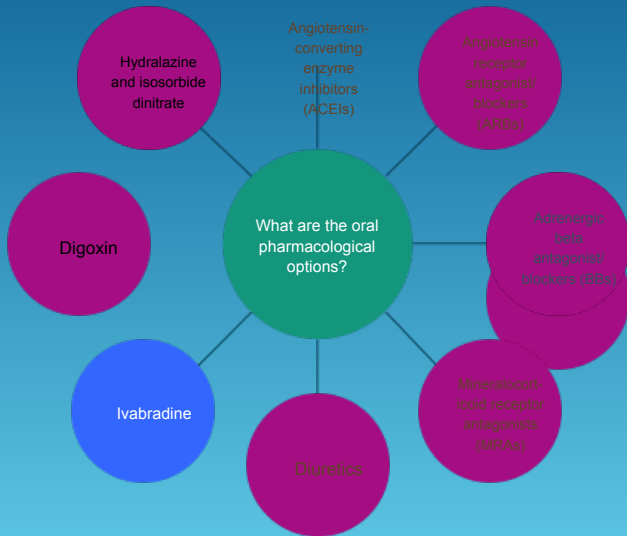 Angiotensin-
converting
enzyme
inhibitors
(ACEIs)
Angiotensin
receptor
antagonist
blockers
(ARBs)
Adrenergic
beta
antagonist
blockers (BBs)
Mineralocorti
icoid receptor
antagonists
(MRAs)
Diuretics
Ivabradine
Digoxin
Hydralazine
and isosorbide
dinitrate
What are the oral
pharmacological
options?